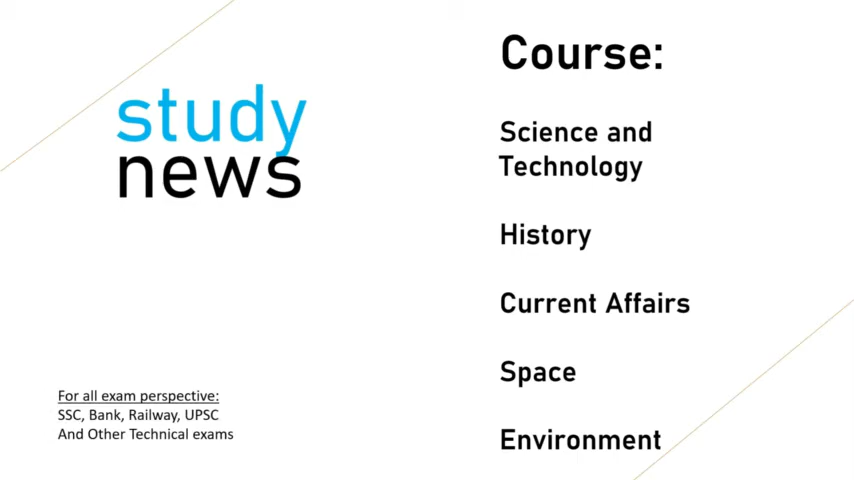 study
news
For all exam perspective:
SSC, Bank, Railway, UPSC
And Other Technical exams
Course:
Science and
Technology
History
Current Affairs
Space
Environment